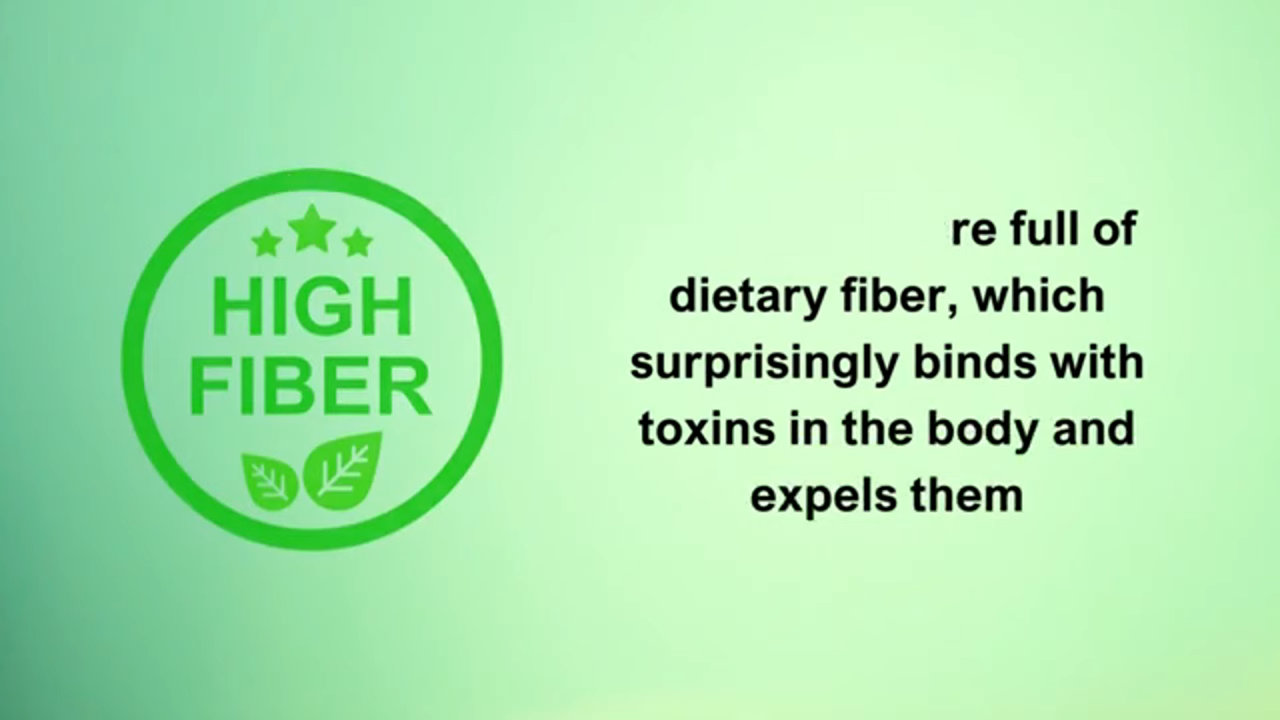 HIGH
FIBER
re full of
dietary fiber, which
surprisingly binds with
toxins in the body and
expels them